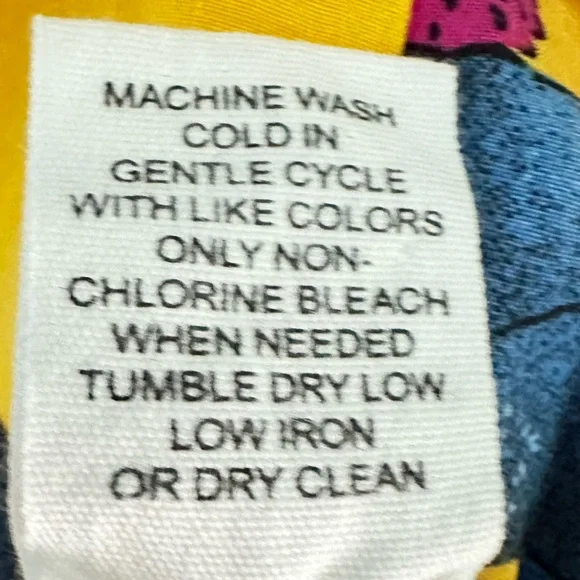 MACHINE WASH
COLD IN
GENTLE CYCLE
WITH LIKE COLORS
ONLY NON-
CHLORINE BLEACH
WHEN NEEDED
TUMBLE DRY LOW
LOW IRON
OR DRY CLEAN